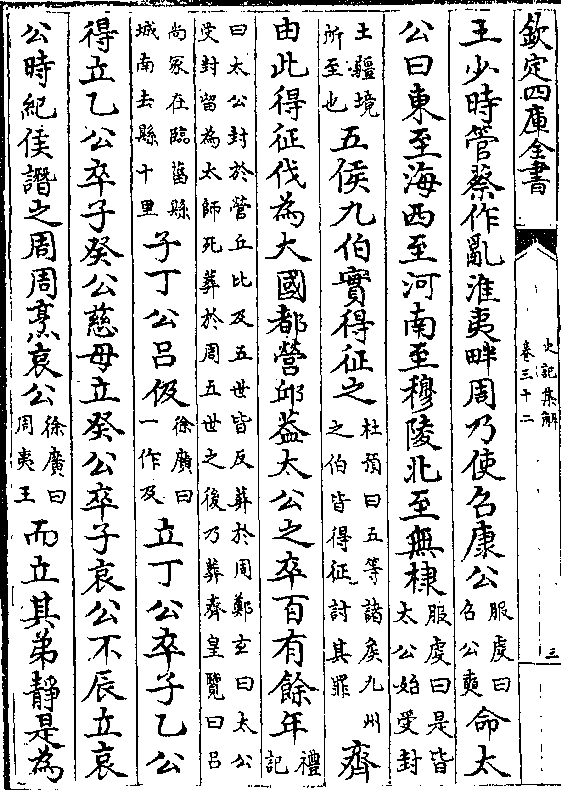 欽定四庫全書
史記集解
卷三十二
三
王少時管蔡作亂淮夷畔周乃使召康公服虔曰召公奭命太
公曰東至海西至河南至穆陵北至無棣服虔曰是皆太公始受封
土疆境所至也五侯九伯實得征之杜預曰五等諸侯九州之伯皆得征討其罪齊
由此得征伐為大國都營邱葢太公之卒百有餘年禮記
曰太公封於營丘比及五世皆反葬於周鄭玄曰太公受封留為太師死葬於周五世之後乃葬齊皇覽曰呂
尚冢在臨菑縣城南去縣十里子丁公呂伋徐廣曰一作及立丁公卒子乙公
得立乙公卒子癸公慈母立癸公卒子哀公不辰立哀
公時紀侯譖之周周烹哀公徐廣曰周夷王而立其弟靜是為